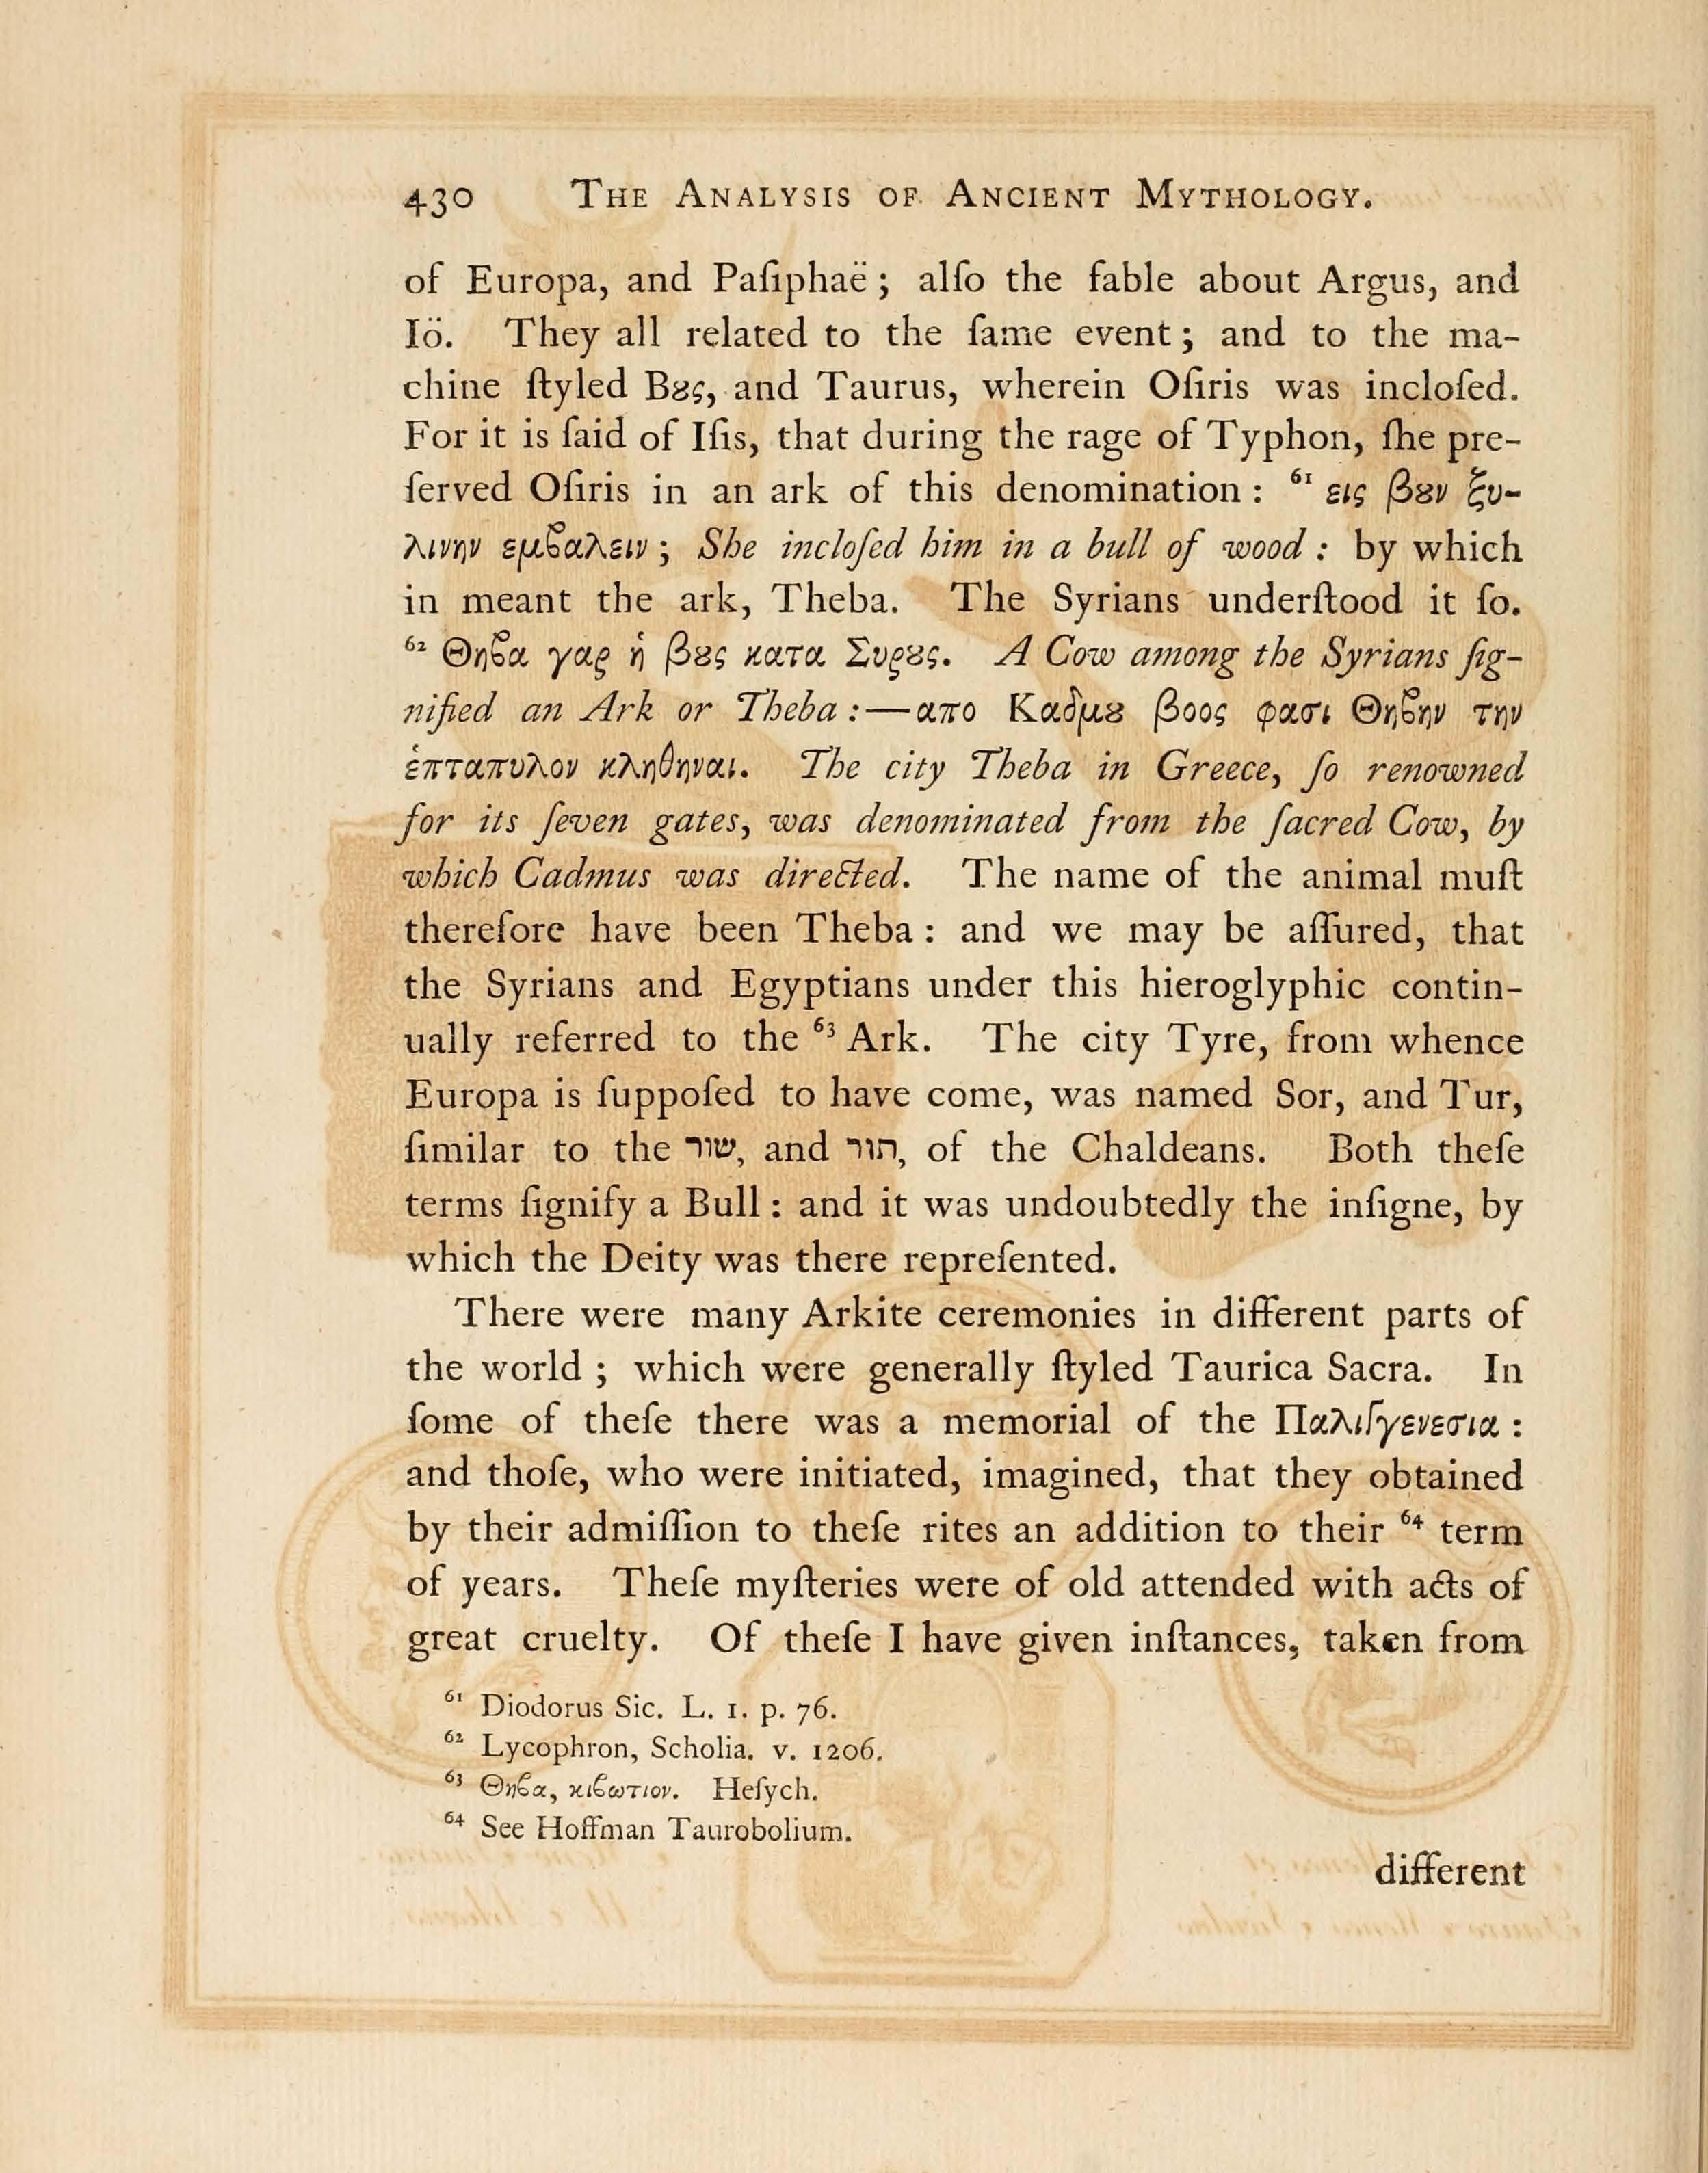 430 THE ANALYSIS OF ANCIENT MYTHOLOGY.
of Europa, and Paſiphaë; alſo the fable about Argus, and
Iö. They all related to the ſame event; and to the ma-
chine ſtyled Βȣς, and Taurus, wherein Oſiris was incloſed.
For it is ſaid of Iſis, that during the rage of Typhon, ſhe pre-
ſerved Oſiris in an ark of this denomination: ⁶¹ εις βȣν ξυ-
λινην εμϐαλειν; She incloſed him in a bull of wood: by which
in meant the ark, Theba. The Syrians underſtood it ſo.
⁶² Θηϐα γαρ ἡ βȣς κατα Συρȣς. A Cow among the Syrians ſig-
nified an Ark or Theba:—απο Καδμȣ βοος φασι Θηϐην την
ἑπταπυλον κληθηναι. The city Theba in Greece, ſo renowned
for its ſeven gates, was denominated from the ſacred Cow, by
which Cadmus was directed. The name of the animal muſt
therefore have been Theba: and we may be aſſured, that
the Syrians and Egyptians under this hieroglyphic contin-
ually referred to the ⁶³ Ark. The city Tyre, from whence
Europa is ſuppoſed to have come, was named Sor, and Tur,
ſimilar to the שור, and תור, of the Chaldeans. Both theſe
terms ſignify a Bull: and it was undoubtedly the inſigne, by
which the Deity was there repreſented.
There were many Arkite ceremonies in different parts of
the world; which were generally ſtyled Taurica Sacra. In
ſome of theſe there was a memorial of the Παλιγγενεσια:
and thoſe, who were initiated, imagined, that they obtained
by their admiſſion to theſe rites an addition to their ⁶⁴ term
of years. Theſe myſteries were of old attended with acts of
great cruelty. Of theſe I have given inſtances, taken from
⁶¹ Diodorus Sic. L. 1. p. 76.
⁶² Lycophron, Scholia. v. 1206.
⁶³ Θηϐα, κιϐωτιον. Heſych.
⁶⁴ See Hoffman Taurobolium.
different